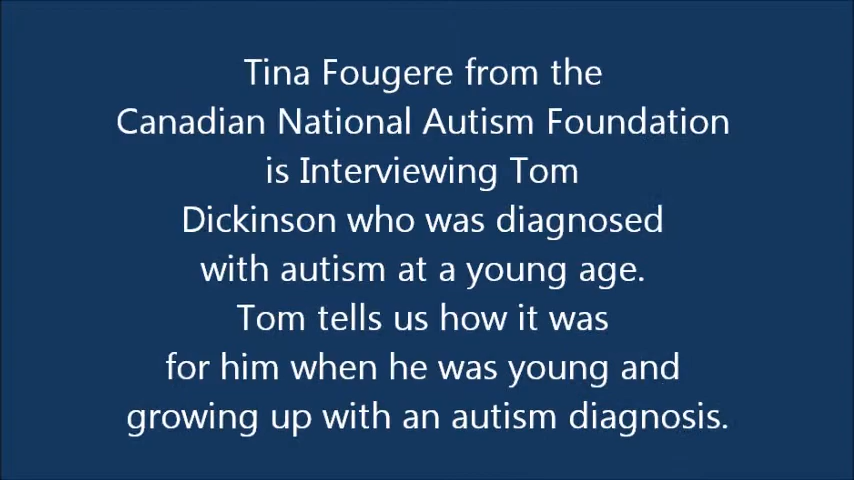 Tina Fougere from the
Canadian National Autism Foundation
is Interviewing Tom
Dickinson who was diagnosed
with autism at a young age.
Tom tells us how it was
for him when he was young and
growing up with an autism diagnosis.